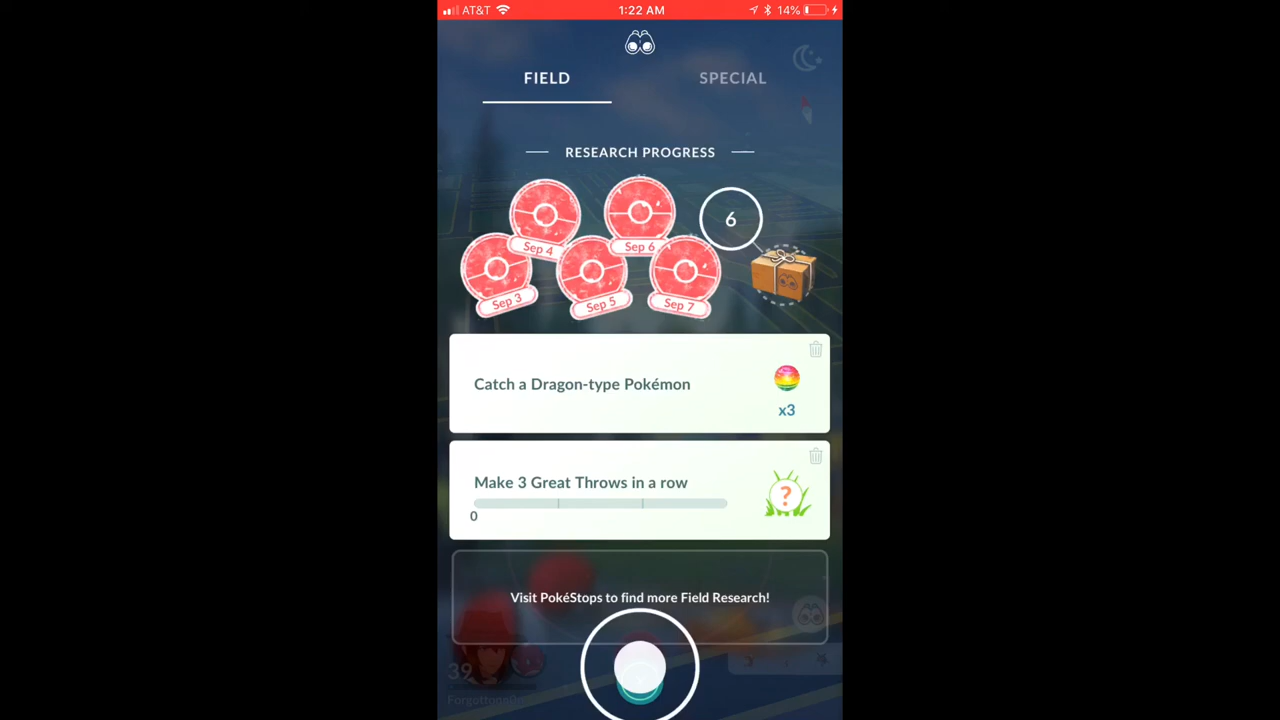 AT&T 1:22 AM 14%
FIELD SPECIAL
RESEARCH PROGRESS
6
Sep 4 Sep 6
Sep 3 Sep 5 Sep 7
Catch a Dragon-type Pokémon
x3
Make 3 Great Throws in a row
?
0
Visit PokéStops to find more Field Research!
39